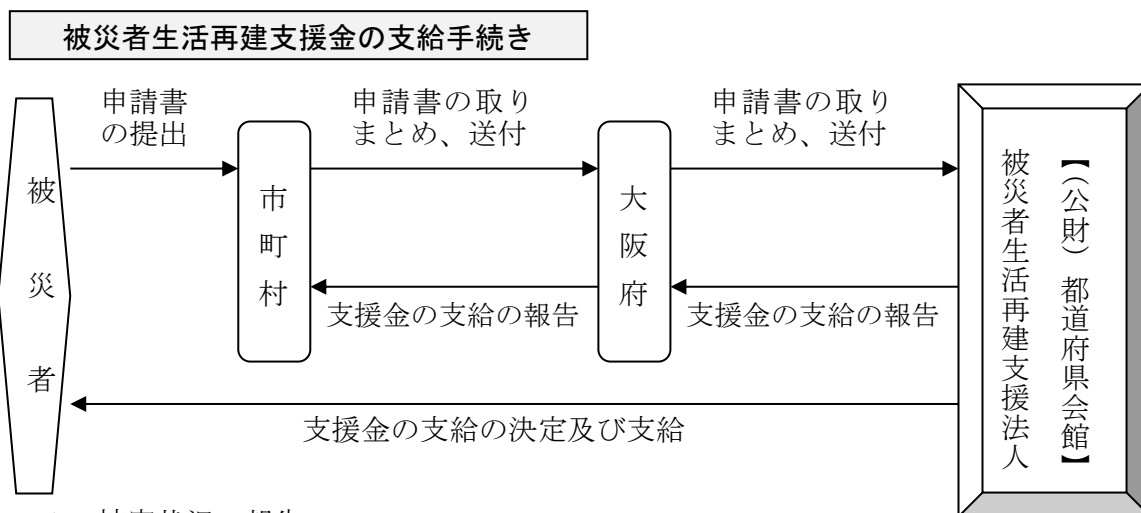 被災者生活再建支援金の支給手続き
申請書
の提出
申請書の取り
まとめ、送付
申請書の取り
まとめ、送付
被災者
市町村
大阪府
【(公財)都道府県会館】
被災者生活再建支援法人
支援金の支給の報告
支援金の支給の報告
支援金の支給の決定及び支給